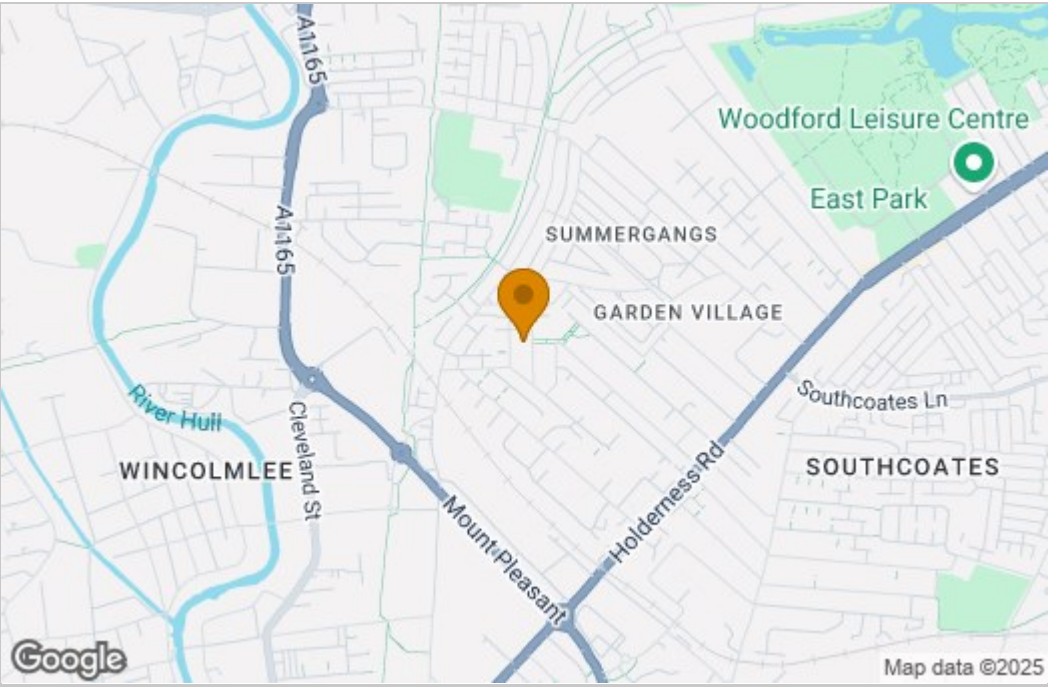 A1165
Woodford Leisure Centre
East Park
A1165
SUMMERGANGS
GARDEN VILLAGE
River Hull
Southcoates Ln
Cleveland St
WINCOLMLEE
Holderness Rd
SOUTHCOATES
Mount Pleasant
Google
Map data ©2025